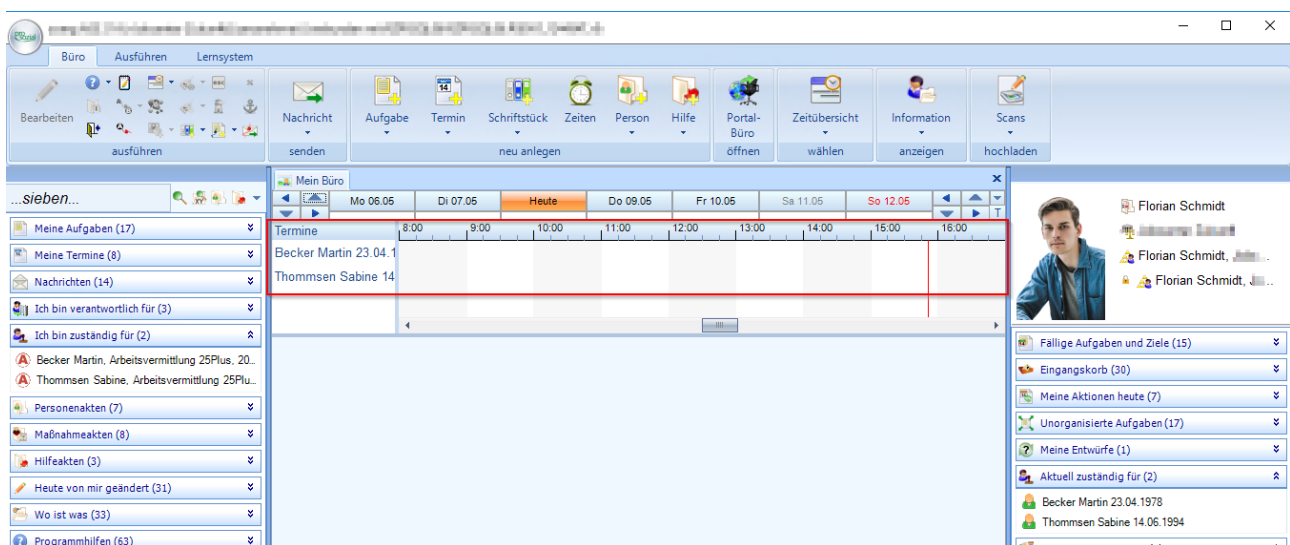 Büro Ausführen Lernsystem
Bearbeiten
Nachricht
Aufgabe Termin Schriftstück Zeiten Person Hilfe
Portal-
Büro
Zeitübersicht
Information
Scans
ausführen senden neu anlegen öffnen wählen anzeigen hochladen
...sieben...
Meine Aufgaben (17)
Meine Termine (8)
Nachrichten (14)
Ich bin verantwortlich für (3)
Ich bin zuständig für (2)
Becker Martin, Arbeitsvermittlung 25Plus, 20...
Thommsen Sabine, Arbeitsvermittlung 25Plu...
Personenakten (7)
Maßnahmeakten (8)
Hilfeakten (3)
Heute von mir geändert (31)
Wo ist was (33)
Programmhilfen (63)
Mein Büro
Mo 06.05 Di 07.05 Heute Do 09.05 Fr 10.05 Sa 11.05 So 12.05
T
Termine 8:00 9:00 10:00 11:00 12:00 13:00 14:00 15:00 16:00
Becker Martin 23.04.1
Thommsen Sabine 14
Florian Schmidt
Florian Schmidt,
Florian Schmidt,
Fällige Aufgaben und Ziele (15)
Eingangskorb (30)
Meine Aktionen heute (7)
Unorganisierte Aufgaben (17)
Meine Entwürfe (1)
Aktuell zuständig für (2)
Becker Martin 23.04.1978
Thommsen Sabine 14.06.1994